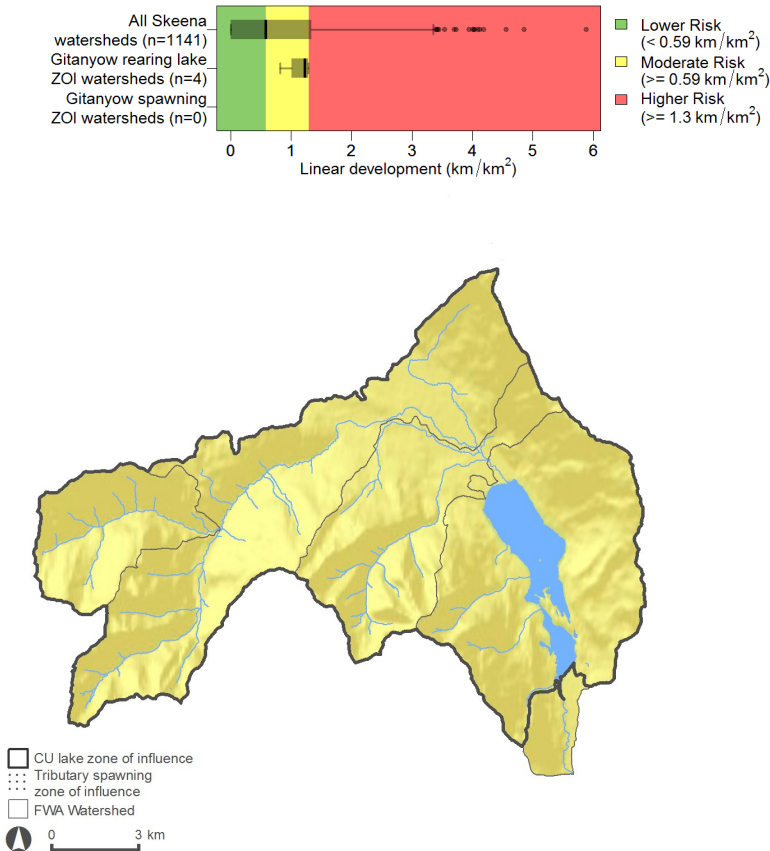 All Skeena
watersheds (n=1141)
Gitanyow rearing lake
ZOI watersheds (n=4)
Gitanyow spawning
ZOI watersheds (n=0)
0 1 2 3 4 5 6
Linear development (km/km²)
Lower Risk
(< 0.59 km/km²)
Moderate Risk
(>= 0.59 km/km²)
Higher Risk
(>= 1.3 km/km²)
CU lake zone of influence
Tributary spawning
zone of influence
FWA Watershed
0 3 km